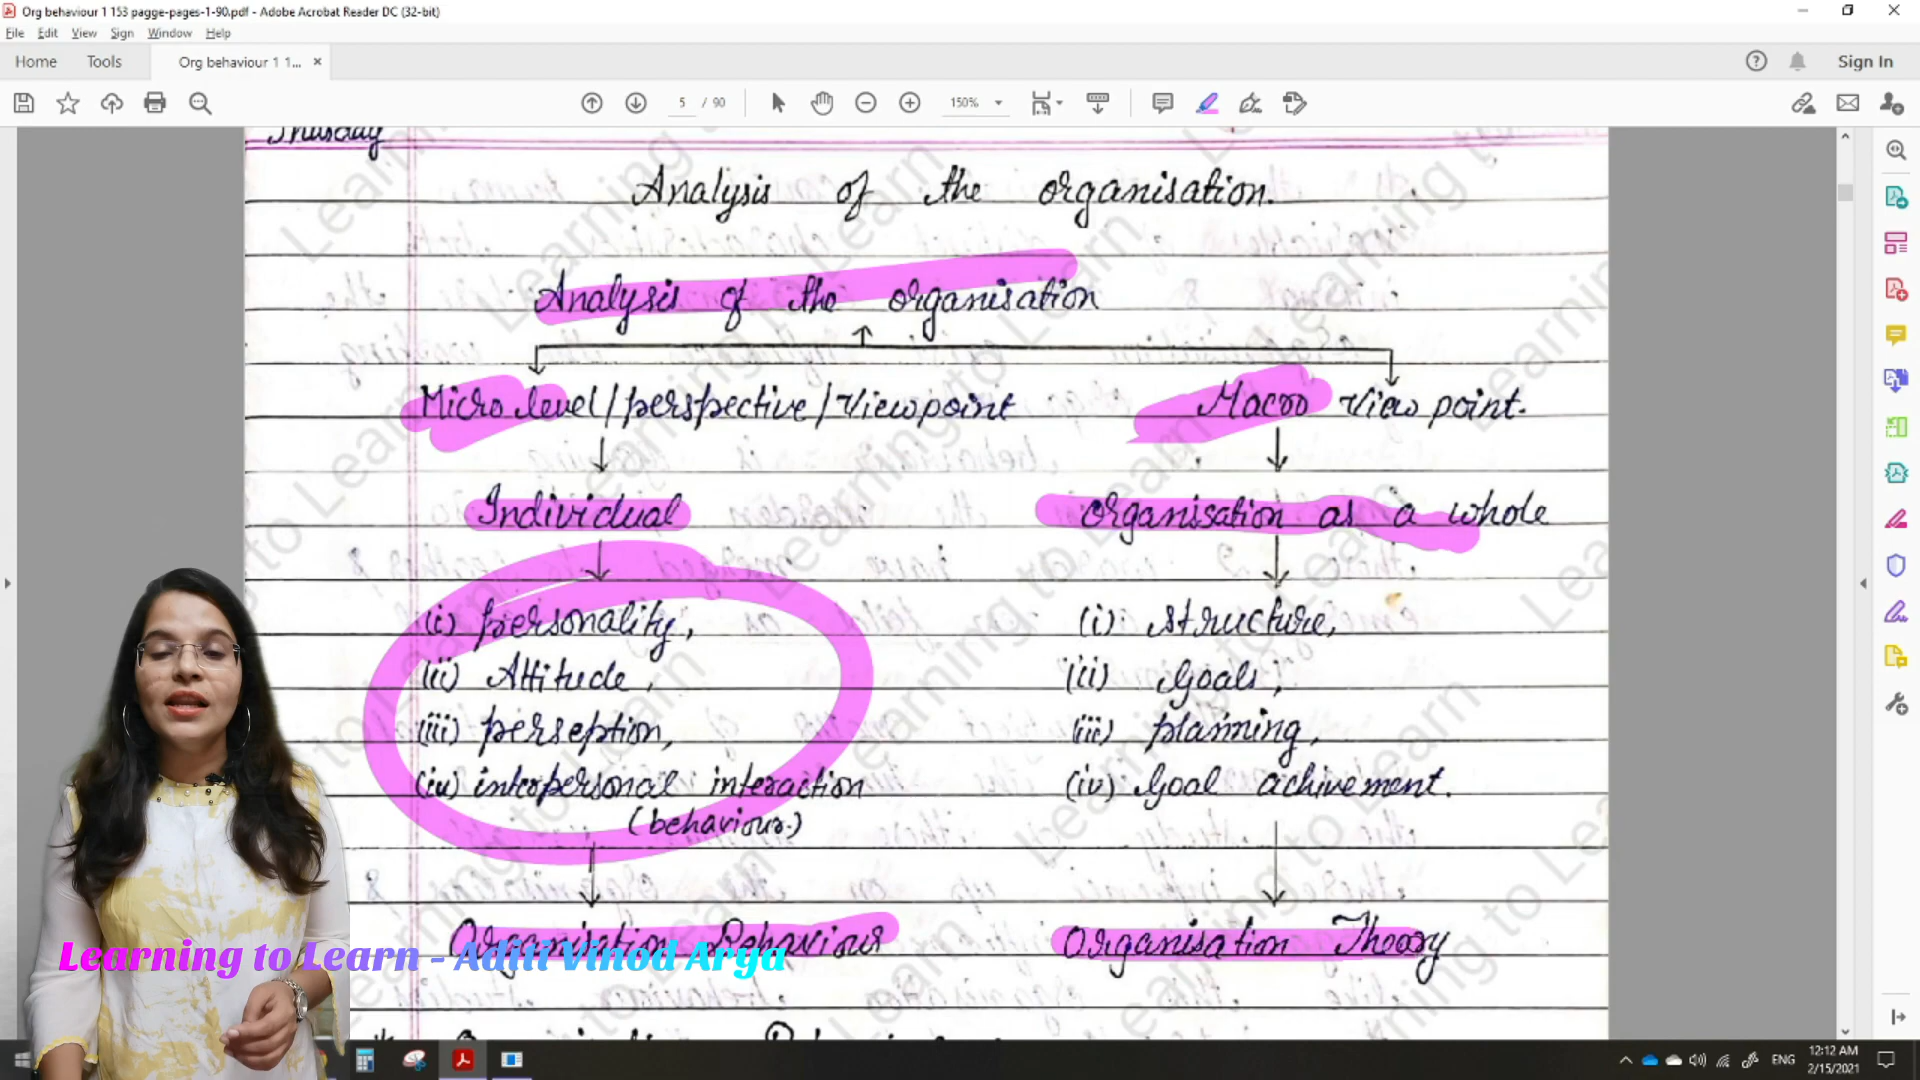 Org behaviour 1 153 pagge-pages-1-90.pdf - Adobe Acrobat Reader DC (32-bit)
File Edit View Sign Window Help
Home Tools Org behaviour 1 1... × Sign In
5 / 90 150%
Thusday
Analysis of the organisation.
Analysis of the organisation
Micro level/perspective/Viewpoint Macro View point.
Individual Organisation as a whole
(i) personality, (i) structure,
(ii) Attitude, (ii) Goals,
(iii) perseption, (iii) planning,
(iv) interpersonal interaction (iv) Goal achivement.
(behaviour.)
Organisation Behaviour Organisation Theory
Learning to Learn - Aditi Vinod Arya
ENG 12:12 AM
2/15/2021